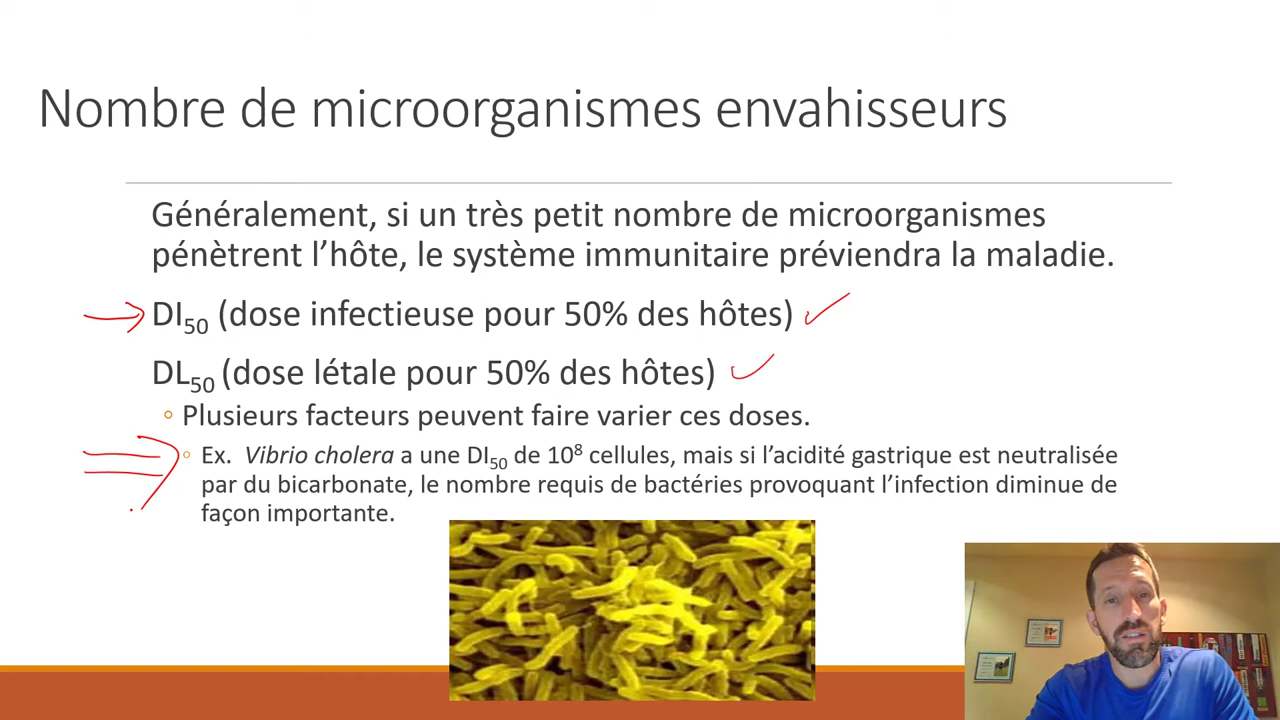 Nombre de microorganismes envahisseurs
Généralement, si un très petit nombre de microorganismes
pénètrent l’hôte, le système immunitaire préviendra la maladie.
DI50 (dose infectieuse pour 50% des hôtes)
DL50 (dose létale pour 50% des hôtes)
Plusieurs facteurs peuvent faire varier ces doses.
Ex. Vibrio cholera a une DI50 de 10⁸ cellules, mais si l’acidité gastrique est neutralisée
par du bicarbonate, le nombre requis de bactéries provoquant l’infection diminue de
façon importante.